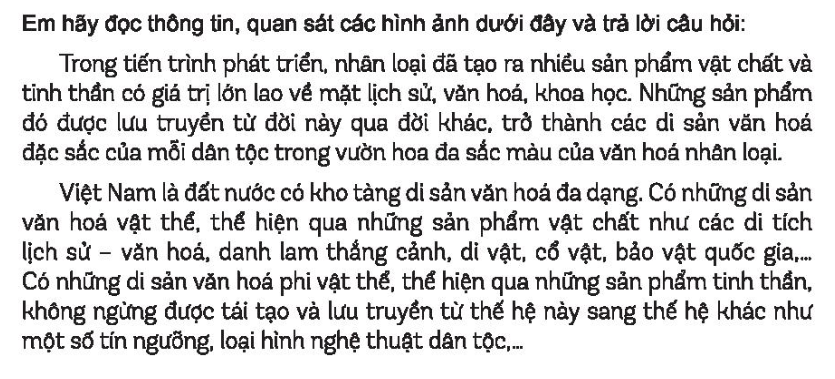 Em hãy đọc thông tin, quan sát các hình ảnh dưới đây và trả lời câu hỏi:
Trong tiến trình phát triển, nhân loại đã tạo ra nhiều sản phẩm vật chất và
tinh thần có giá trị lớn lao về mặt lịch sử, văn hoá, khoa học. Những sản phẩm
đó được lưu truyền từ đời này qua đời khác, trở thành các di sản văn hoá
đặc sắc của mỗi dân tộc trong vườn hoa đa sắc màu của văn hoá nhân loại.
Việt Nam là đất nước có kho tàng di sản văn hoá đa dạng. Có những di sản
văn hoá vật thể, thể hiện qua những sản phẩm vật chất như các di tích
lịch sử – văn hoá, danh lam thắng cảnh, di vật, cổ vật, bảo vật quốc gia,...
Có những di sản văn hoá phi vật thể, thể hiện qua những sản phẩm tinh thần,
không ngừng được tái tạo và lưu truyền từ thế hệ này sang thế hệ khác như
một số tín ngưỡng, loại hình nghệ thuật dân tộc,...